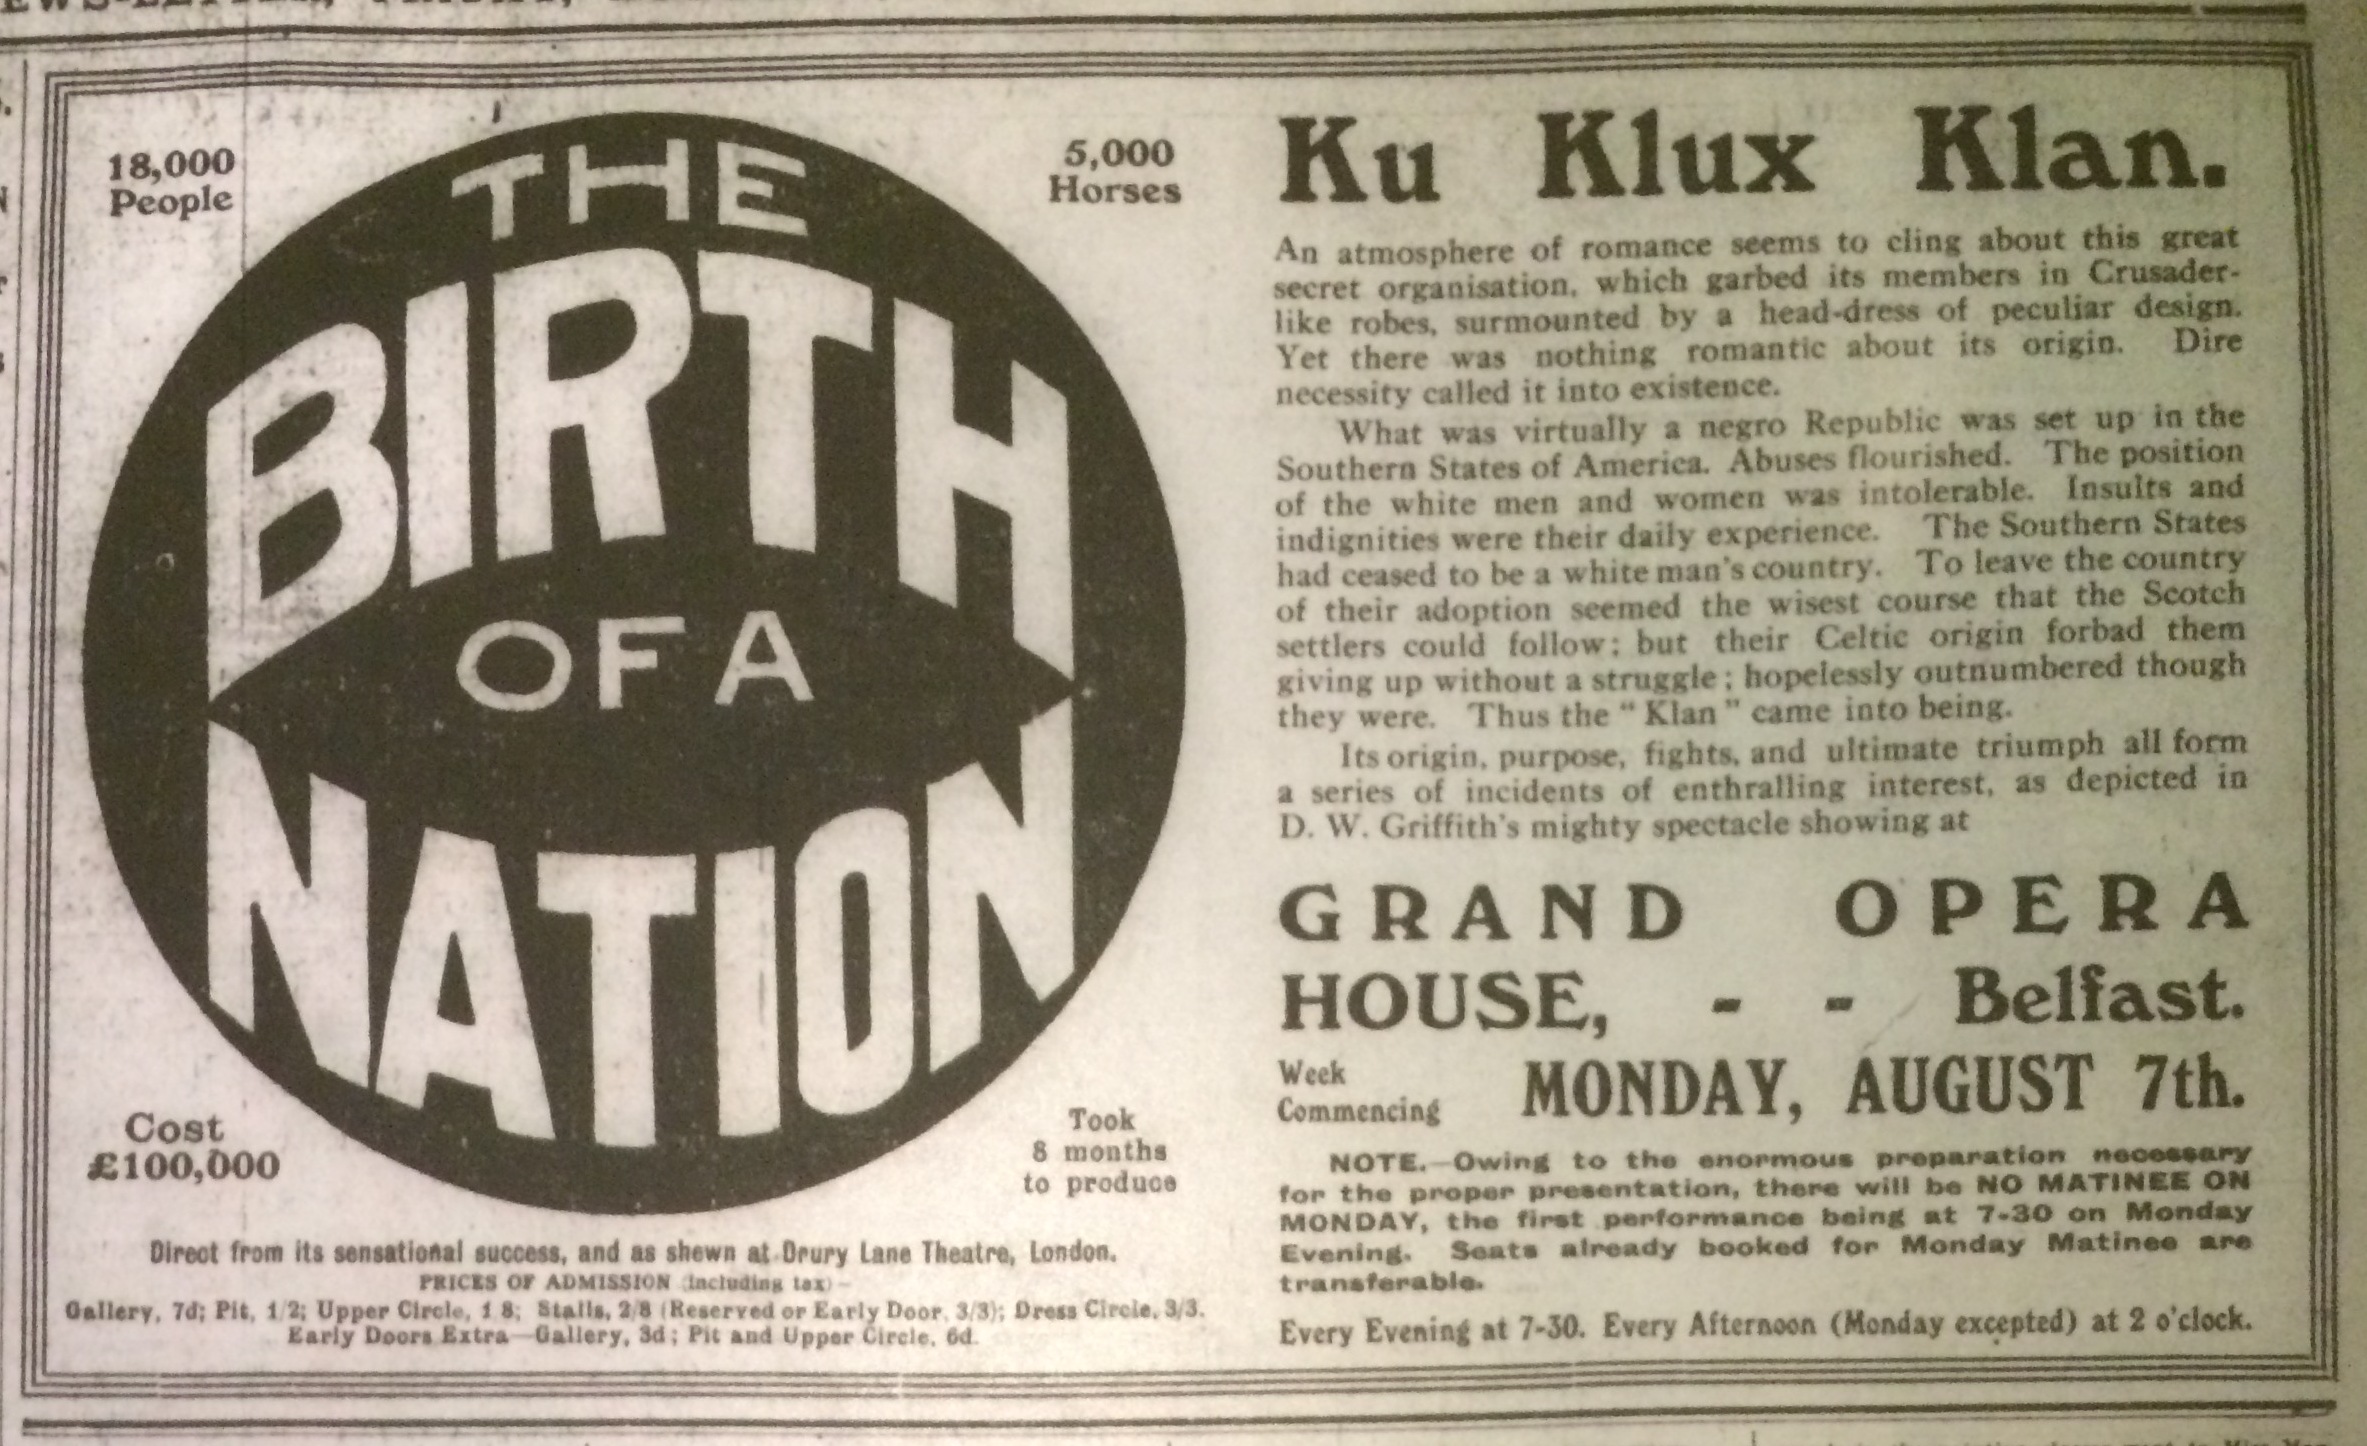 18,000
People
5,000
Horses
THE
BIRTH
OF A
NATION
Cost
£100,000
Took
8 months
to produce
Direct from its sensational success, and as shewn at Drury Lane Theatre, London.
PRICES OF ADMISSION (including tax)—
Gallery, 7d; Pit, 1/2; Upper Circle, 1 8; Stalls, 2/8 (Reserved or Early Door, 3/3); Dress Circle, 3/3.
Early Doors Extra—Gallery, 3d; Pit and Upper Circle, 6d.
Ku Klux Klan.
An atmosphere of romance seems to cling about this great
secret organisation, which garbed its members in Crusader-
like robes, surmounted by a head-dress of peculiar design.
Yet there was nothing romantic about its origin. Dire
necessity called it into existence.
What was virtually a negro Republic was set up in the
Southern States of America. Abuses flourished. The position
of the white men and women was intolerable. Insults and
indignities were their daily experience. The Southern States
had ceased to be a white man's country. To leave the country
of their adoption seemed the wisest course that the Scotch
settlers could follow; but their Celtic origin forbad them
giving up without a struggle; hopelessly outnumbered though
they were. Thus the "Klan" came into being.
Its origin, purpose, fights, and ultimate triumph all form
a series of incidents of enthralling interest, as depicted in
D. W. Griffith's mighty spectacle showing at
GRAND OPERA
HOUSE, - - Belfast.
Week
Commencing MONDAY, AUGUST 7th.
NOTE.—Owing to the enormous preparation necessary
for the proper presentation, there will be NO MATINEE ON
MONDAY, the first performance being at 7-30 on Monday
Evening. Seats already booked for Monday Matinee are
transferable.
Every Evening at 7-30. Every Afternoon (Monday excepted) at 2 o'clock.